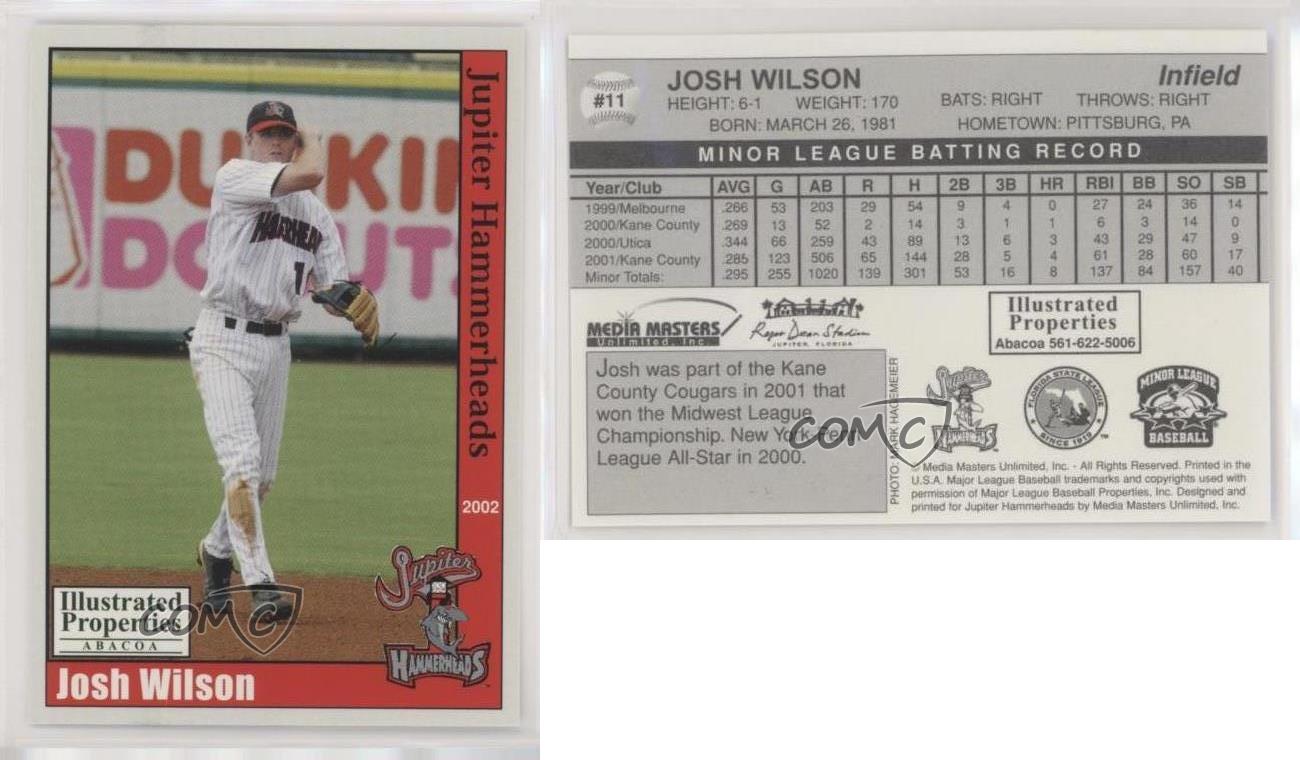 Jupiter Hammerheads
2002
DUNKIN'
DONUTS
HAMMERHEADS
1
Jupiter
HAMMERHEADS
Illustrated
Properties
ABACOA
COMC
Josh Wilson
#11
JOSH WILSON
Infield
HEIGHT: 6-1 WEIGHT: 170 BATS: RIGHT THROWS: RIGHT
BORN: MARCH 26, 1981 HOMETOWN: PITTSBURG, PA
MINOR LEAGUE BATTING RECORD
Year/Club AVG G AB R H 2B 3B HR RBI BB SO SB
1999/Melbourne .266 53 203 29 54 9 4 0 27 24 36 14
2000/Kane County .269 13 52 2 14 3 1 1 6 3 14 0
2000/Utica .344 66 259 43 89 13 6 3 43 29 47 9
2001/Kane County .285 123 506 65 144 28 5 4 61 28 60 17
Minor Totals: .295 255 1020 139 301 53 16 8 137 84 157 40
MEDIA MASTERS
Unlimited, Inc.
Roger Dean Stadium
JUPITER, FLORIDA
Illustrated
Properties
Abacoa 561-622-5006
Josh was part of the Kane
County Cougars in 2001 that
won the Midwest League
Championship. New York-Penn
League All-Star in 2000.
PHOTO: MARK HAGEMEIER
COMC
Jupiter
HAMMERHEADS
FLORIDA STATE LEAGUE
SINCE 1919
TM
MINOR LEAGUE
BASEBALL
© Media Masters Unlimited, Inc. - All Rights Reserved. Printed in the
U.S.A. Major League Baseball trademarks and copyrights used with
permission of Major League Baseball Properties, Inc. Designed and
printed for Jupiter Hammerheads by Media Masters Unlimited, Inc.